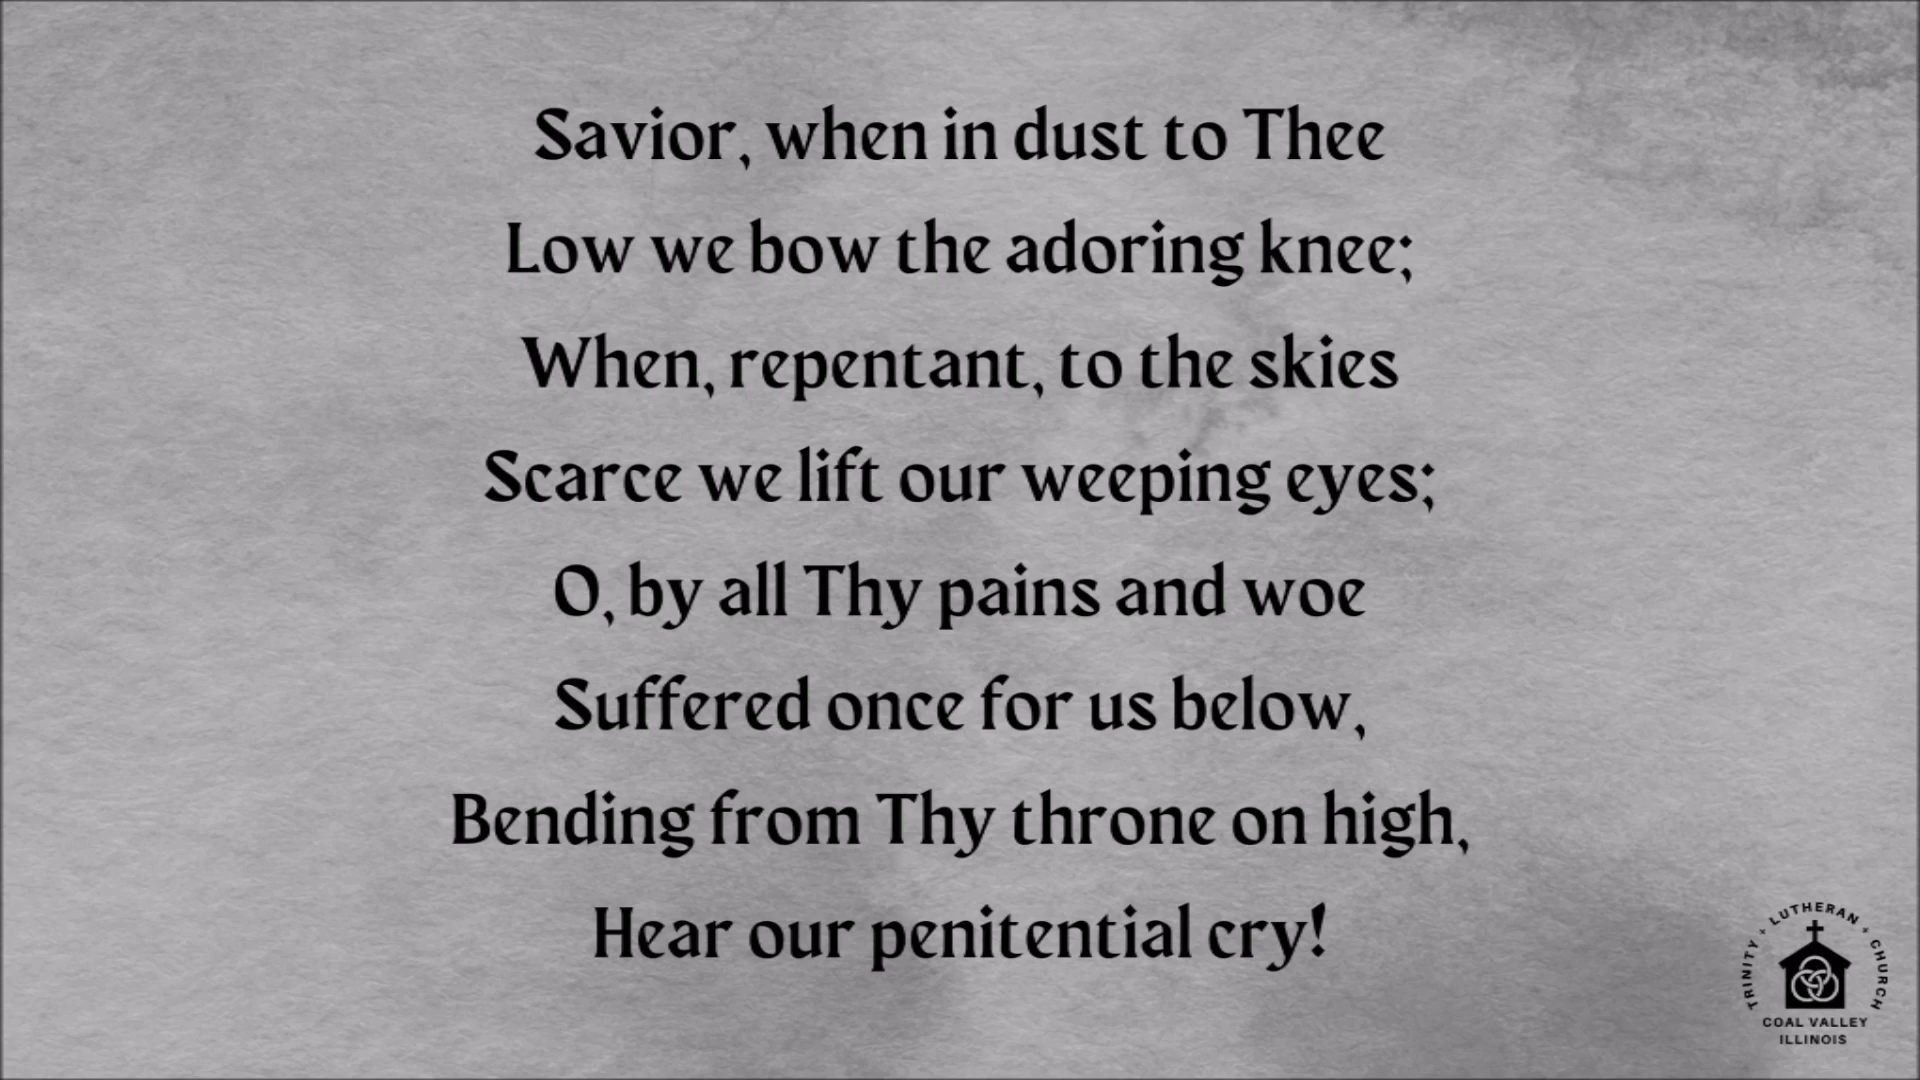 Savior, when in dust to Thee
Low we bow the adoring knee;
When, repentant, to the skies
Scarce we lift our weeping eyes;
O, by all Thy pains and woe
Suffered once for us below,
Bending from Thy throne on high,
Hear our penitential cry!
TRINITY + LUTHERAN + CHURCH
COAL VALLEY
ILLINOIS